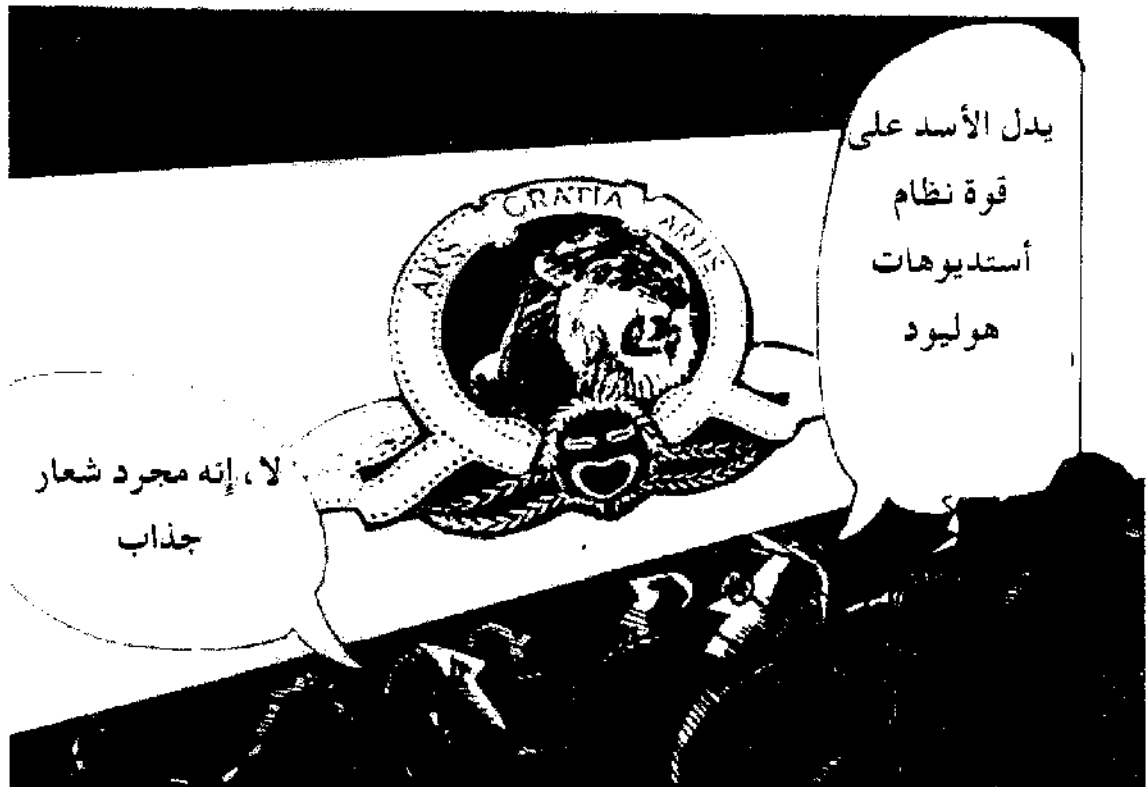 يدل الأسد على
قوة نظام
أستديوهات
هوليود
ARS GRATIA ARTIS
لا، إنه مجرد شعار
جذاب